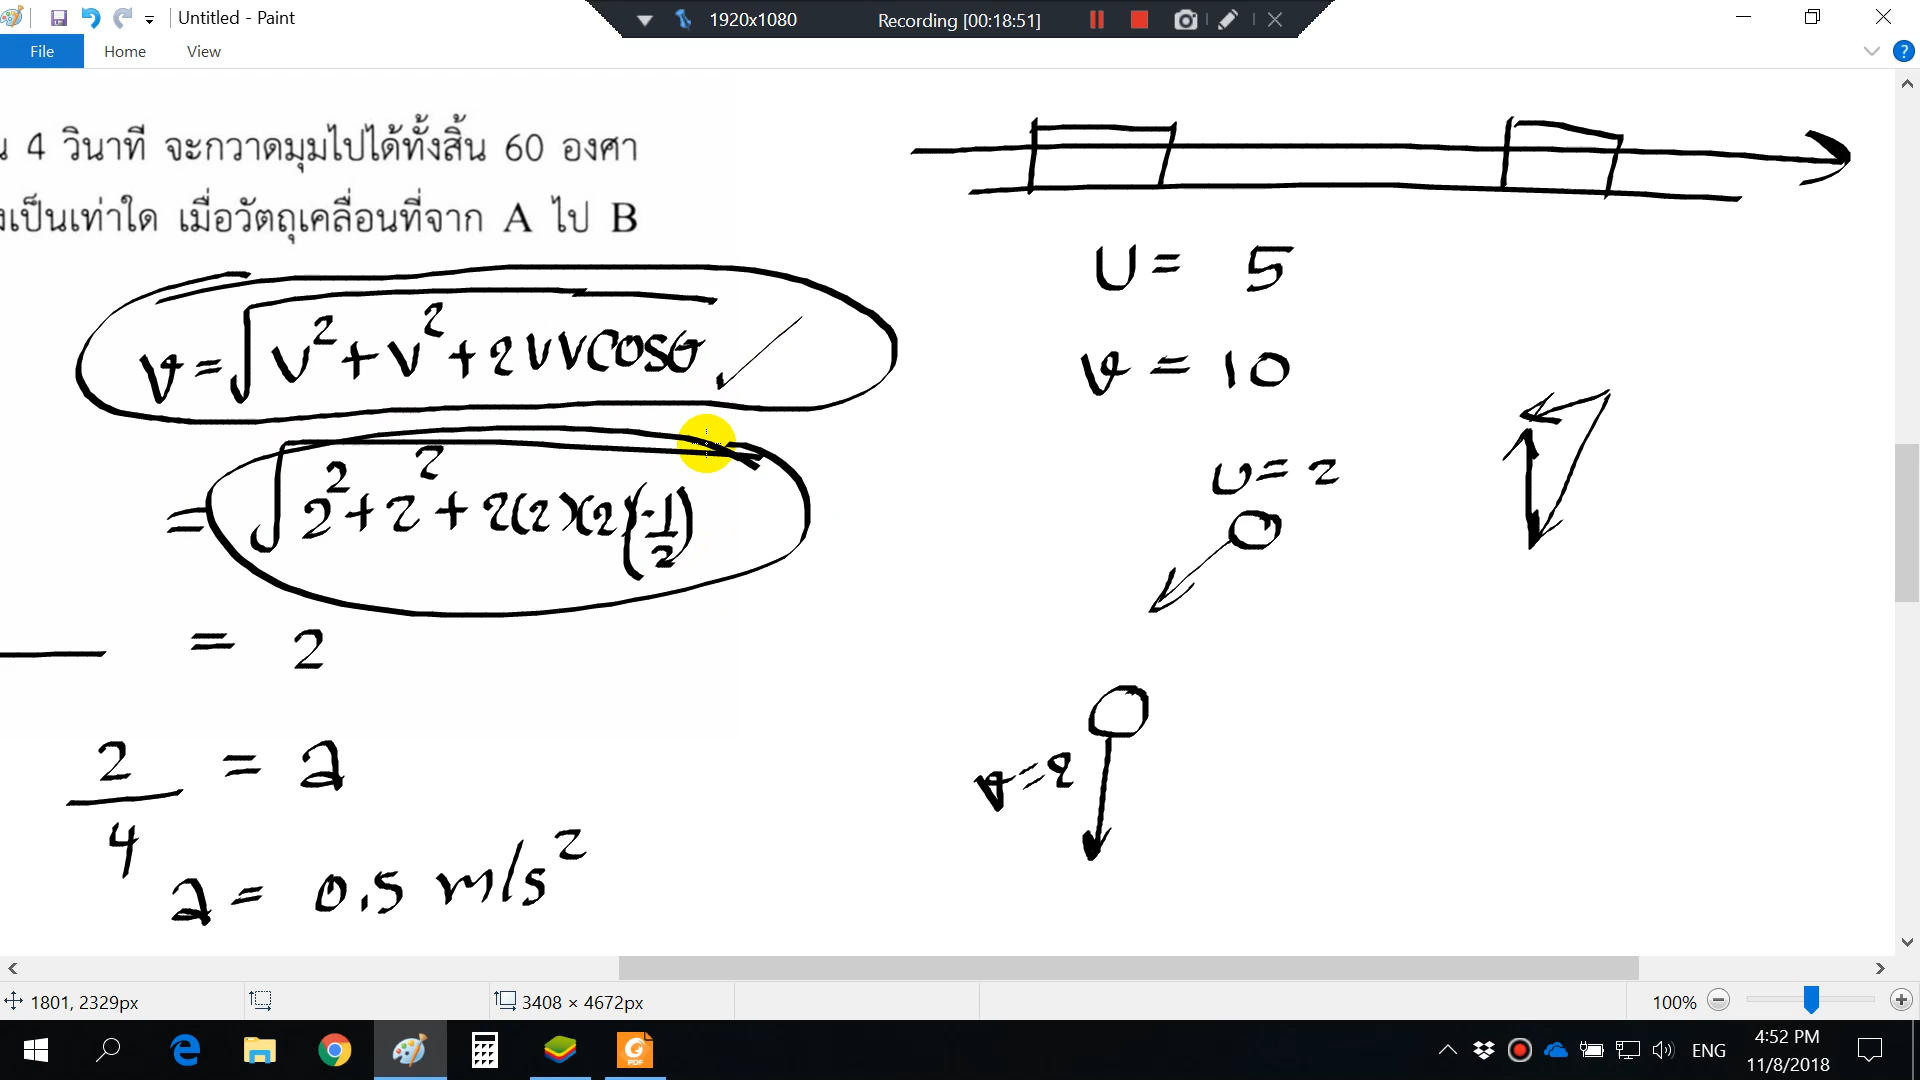 Untitled - Paint
1920x1080
Recording [00:18:51]
File
Home
View
4 วินาที จะกวาดมุมไปได้ทั้งสิ้น 60 องศา
เป็นเท่าใด เมื่อวัตถุเคลื่อนที่จาก A ไป B
v = √v² + v² + 2vvcosθ
= √2² + 2² + 2(2)(2)(-1/2)
= 2
2/4 = a
a = 0.5 m/s²
U = 5
v = 10
u = 2
v = 2
1801, 2329px
3408 × 4672px
100%
PDF
ENG
4:52 PM
11/8/2018